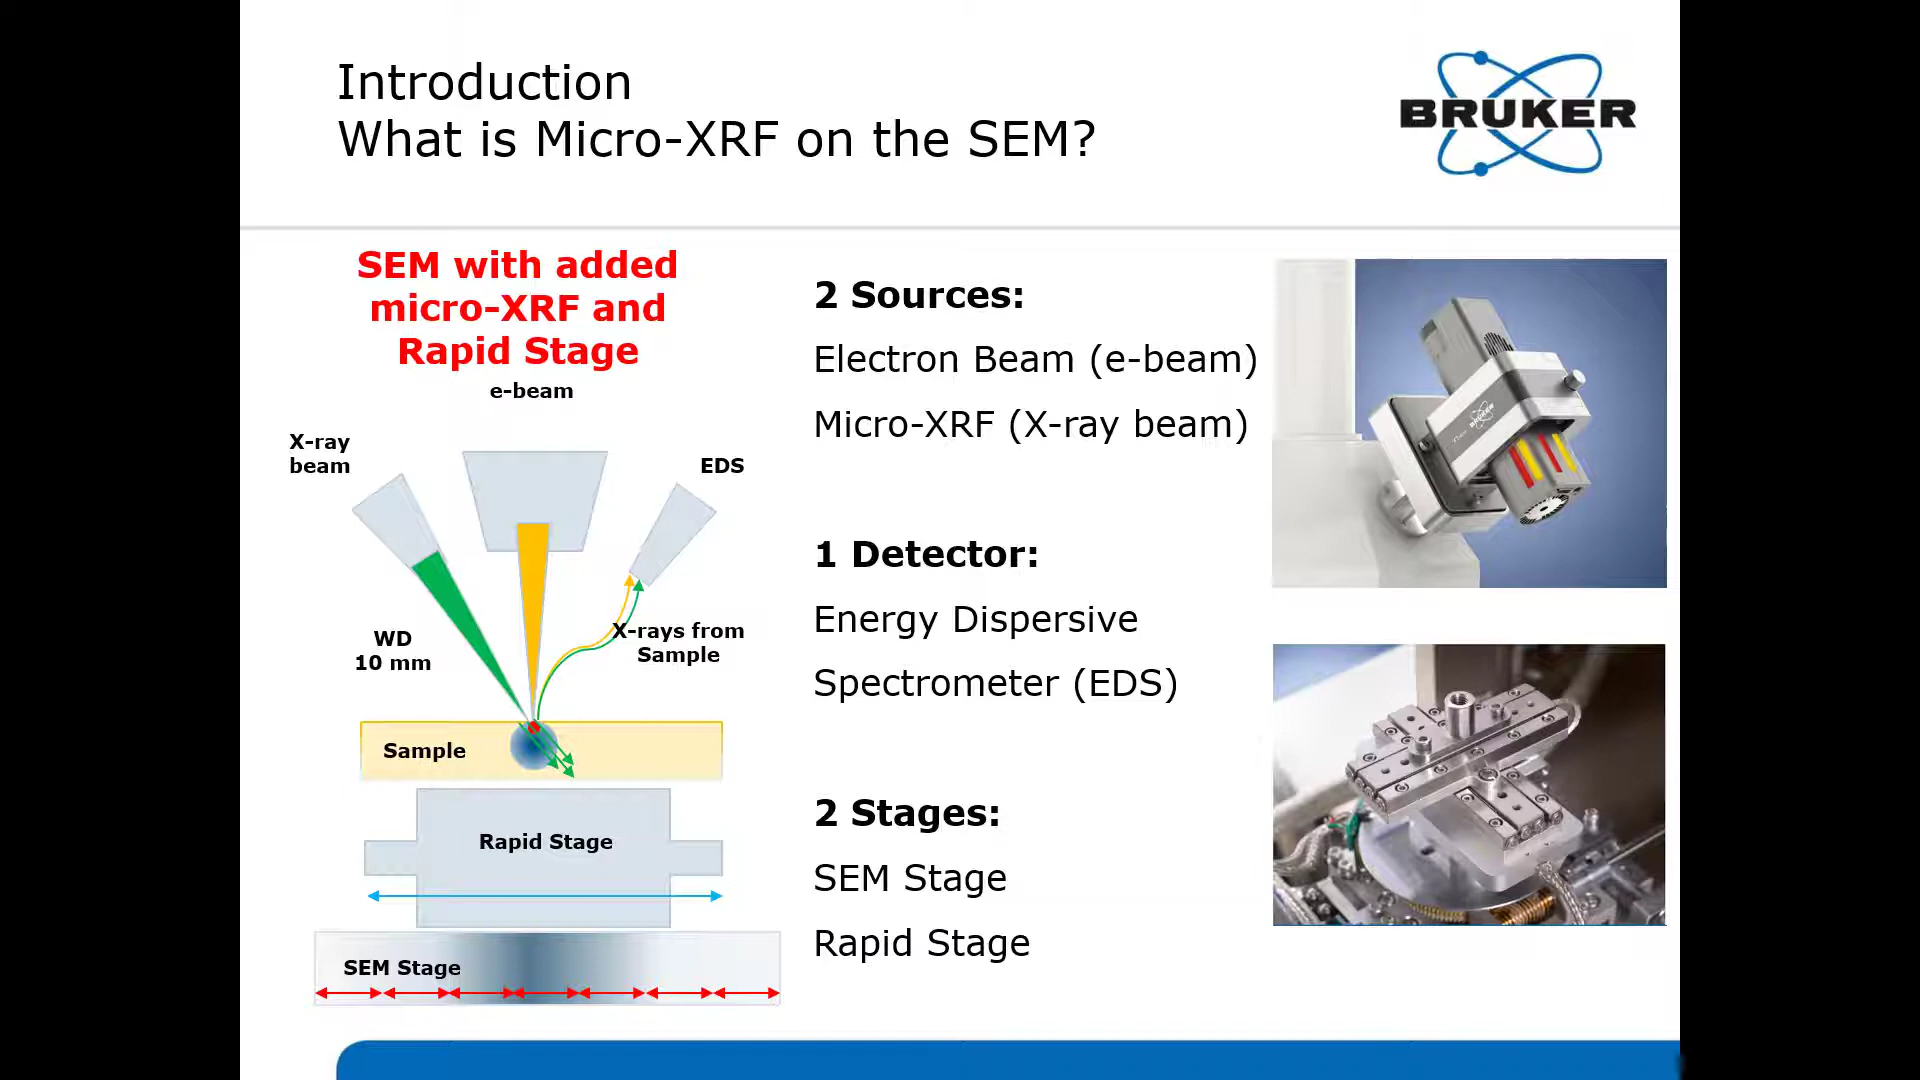 Introduction
What is Micro-XRF on the SEM?
BRUKER
SEM with added
micro-XRF and
Rapid Stage
e-beam
X-ray
beam
EDS
WD
10 mm
X-rays from
Sample
Sample
Rapid Stage
SEM Stage
2 Sources:
Electron Beam (e-beam)
Micro-XRF (X-ray beam)
1 Detector:
Energy Dispersive
Spectrometer (EDS)
2 Stages:
SEM Stage
Rapid Stage
BRUKER